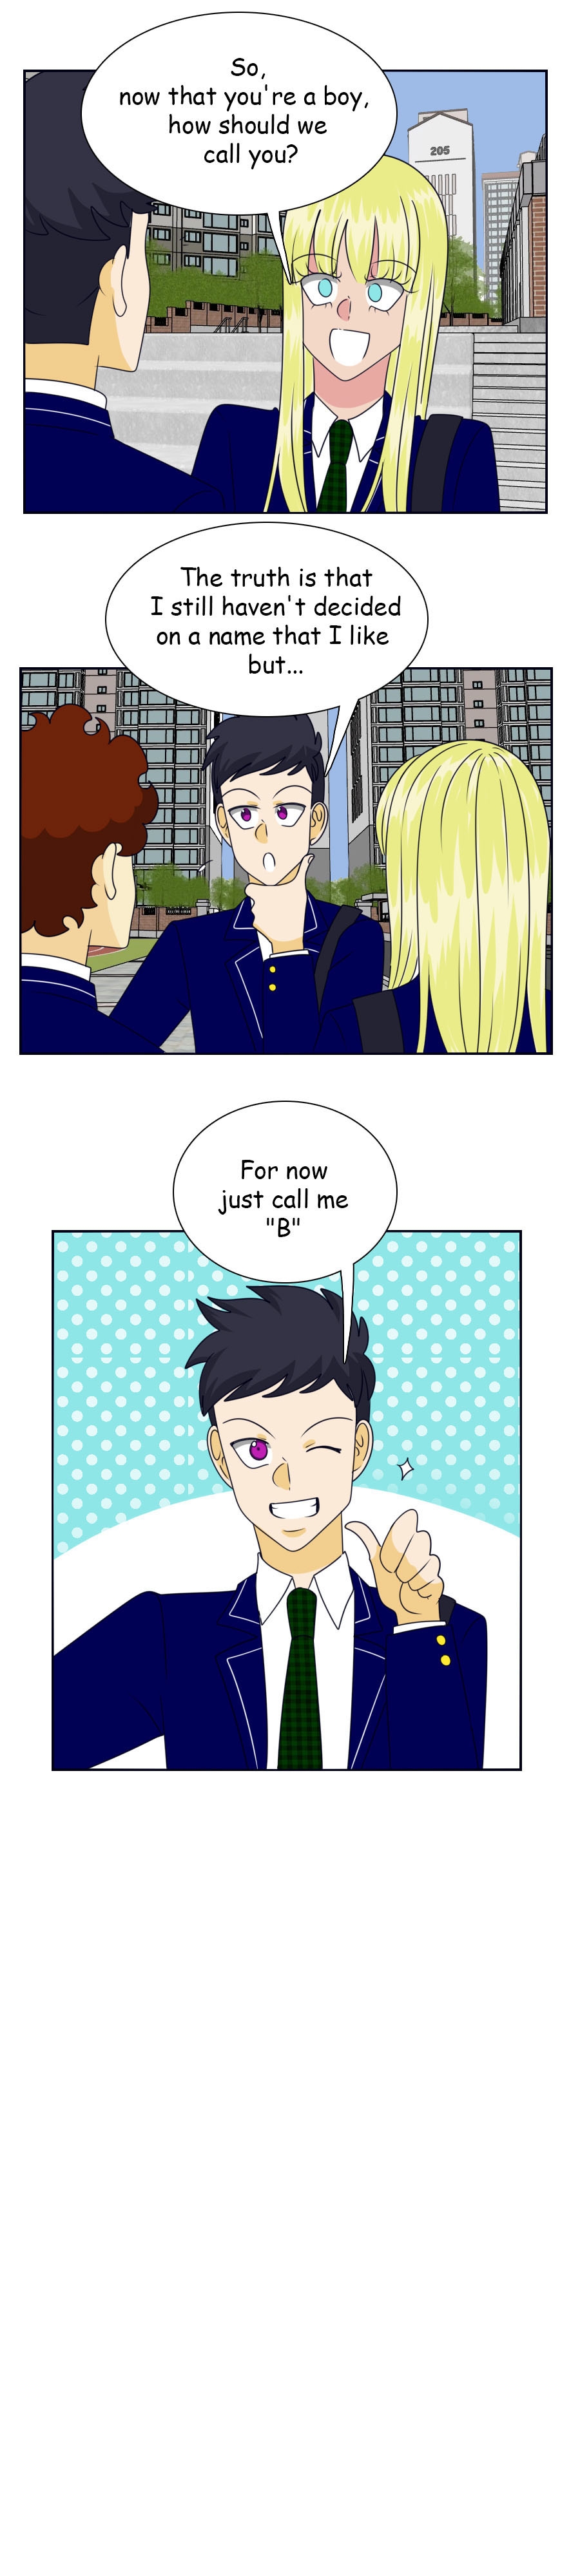 So,
now that you're a boy,
how should we
call you?
205
The truth is that
I still haven't decided
on a name that I like
but...
For now
just call me
"B"